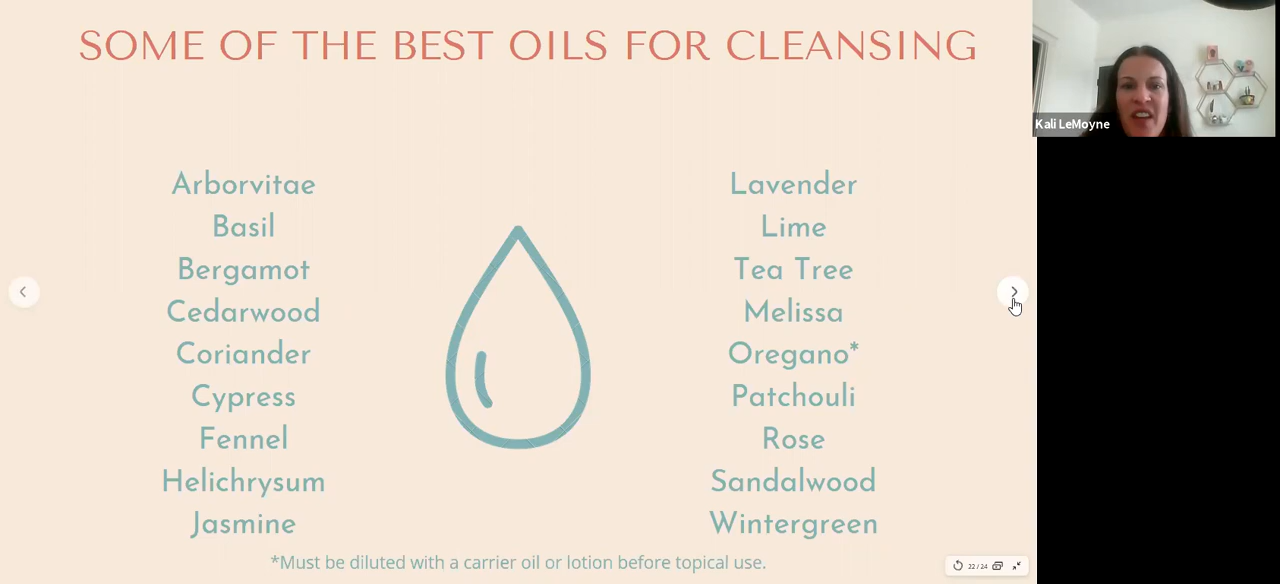 SOME OF THE BEST OILS FOR CLEANSING
Kali LeMoyne
Arborvitae
Basil
Bergamot
Cedarwood
Coriander
Cypress
Fennel
Helichrysum
Jasmine
Lavender
Lime
Tea Tree
Melissa
Oregano*
Patchouli
Rose
Sandalwood
Wintergreen
*Must be diluted with a carrier oil or lotion before topical use.
22 / 24